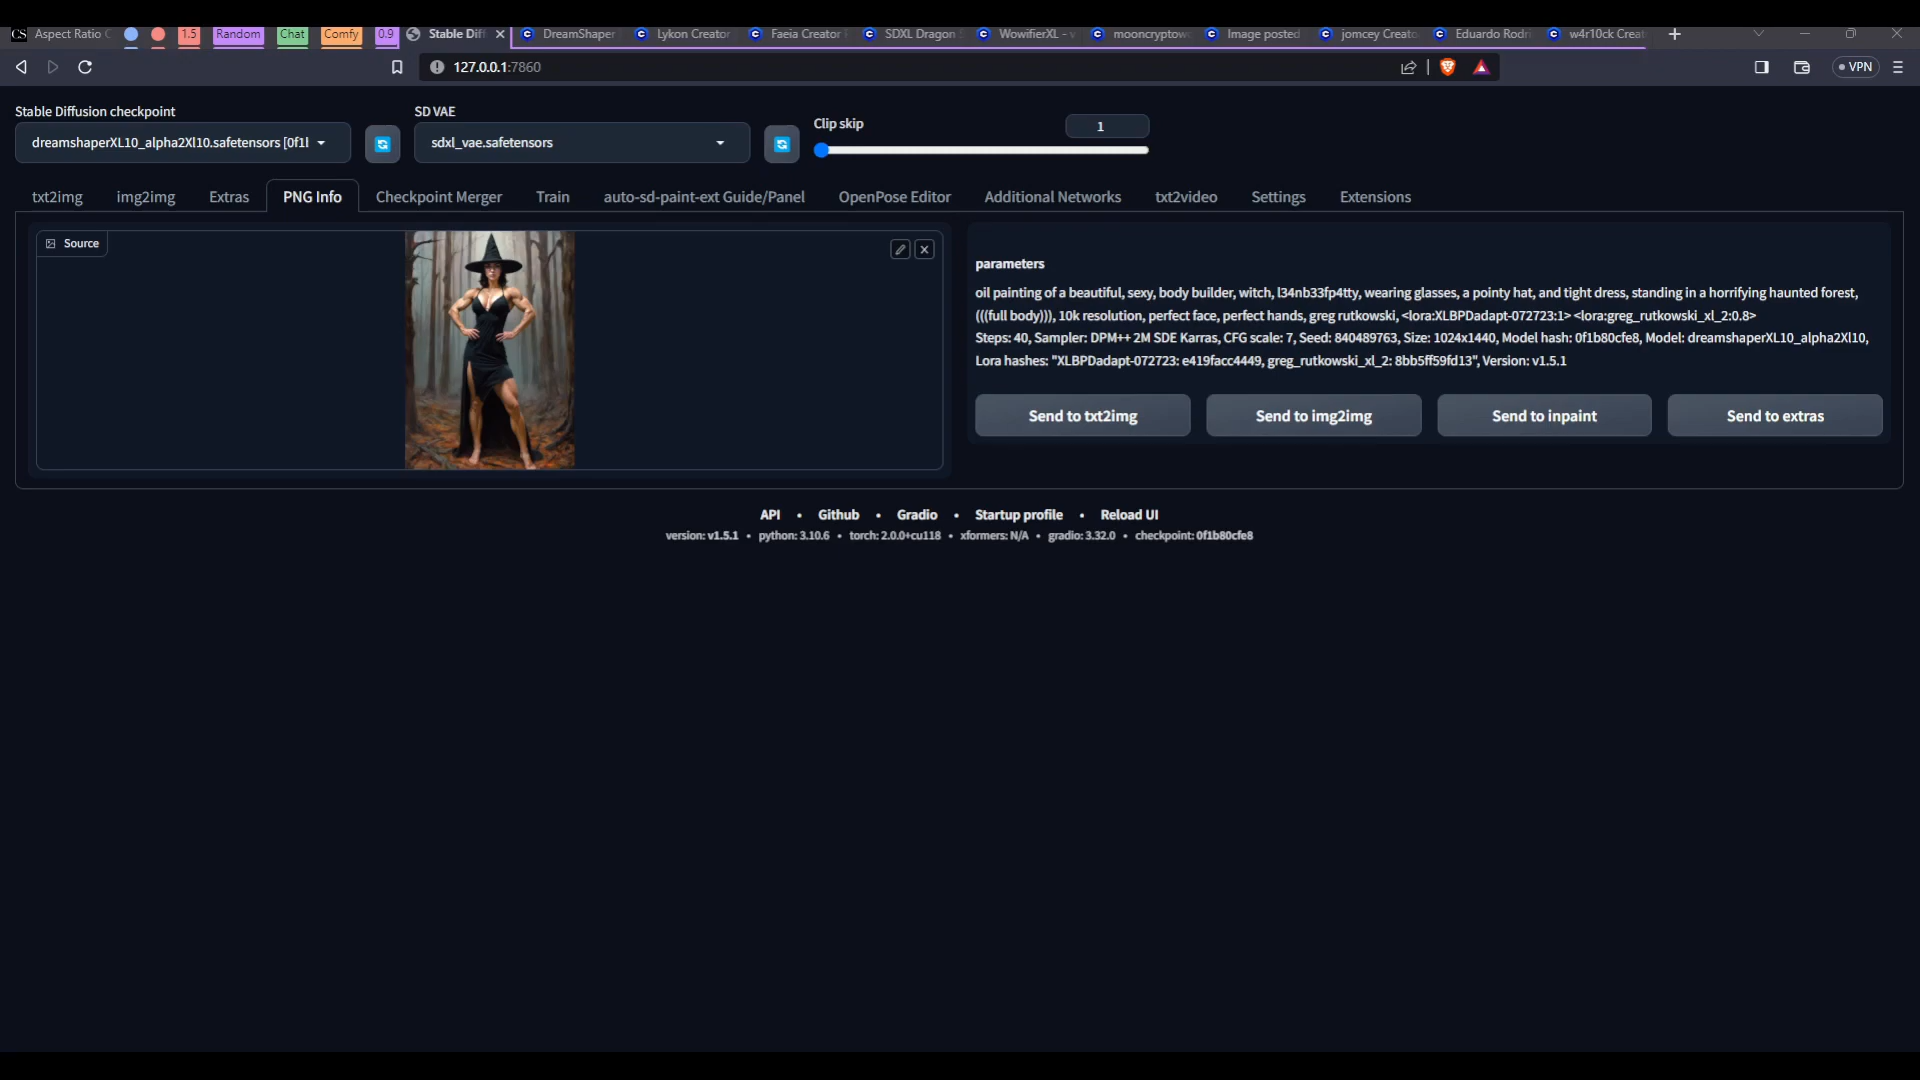 CS Aspect Ratio C 1.5 Random Chat Comfy 0.9 Stable Diff DreamShaper Lykon Creator Faeia Creator SDXL Dragon WowifierXL - v mooncryptowo Image posted jomcey Creato Eduardo Rodri w4r10ck Creat
127.0.0.1:7860 VPN
Stable Diffusion checkpoint SD VAE Clip skip 1
dreamshaperXL10_alpha2Xl10.safetensors [0f1l sdxl_vae.safetensors
txt2img img2img Extras PNG Info Checkpoint Merger Train auto-sd-paint-ext Guide/Panel OpenPose Editor Additional Networks txt2video Settings Extensions
Source
parameters
oil painting of a beautiful, sexy, body builder, witch, l34nb33fp4tty, wearing glasses, a pointy hat, and tight dress, standing in a horrifying haunted forest,
(((full body))), 10k resolution, perfect face, perfect hands, greg rutkowski, <lora:XLBPDadapt-072723:1> <lora:greg_rutkowski_xl_2:0.8>
Steps: 40, Sampler: DPM++ 2M SDE Karras, CFG scale: 7, Seed: 840489763, Size: 1024x1440, Model hash: 0f1b80cfe8, Model: dreamshaperXL10_alpha2Xl10,
Lora hashes: "XLBPDadapt-072723: e419facc4449, greg_rutkowski_xl_2: 8bb5ff59fd13", Version: v1.5.1
Send to txt2img Send to img2img Send to inpaint Send to extras
API • Github • Gradio • Startup profile • Reload UI
version: v1.5.1 • python: 3.10.6 • torch: 2.0.0+cu118 • xformers: N/A • gradio: 3.32.0 • checkpoint: 0f1b80cfe8